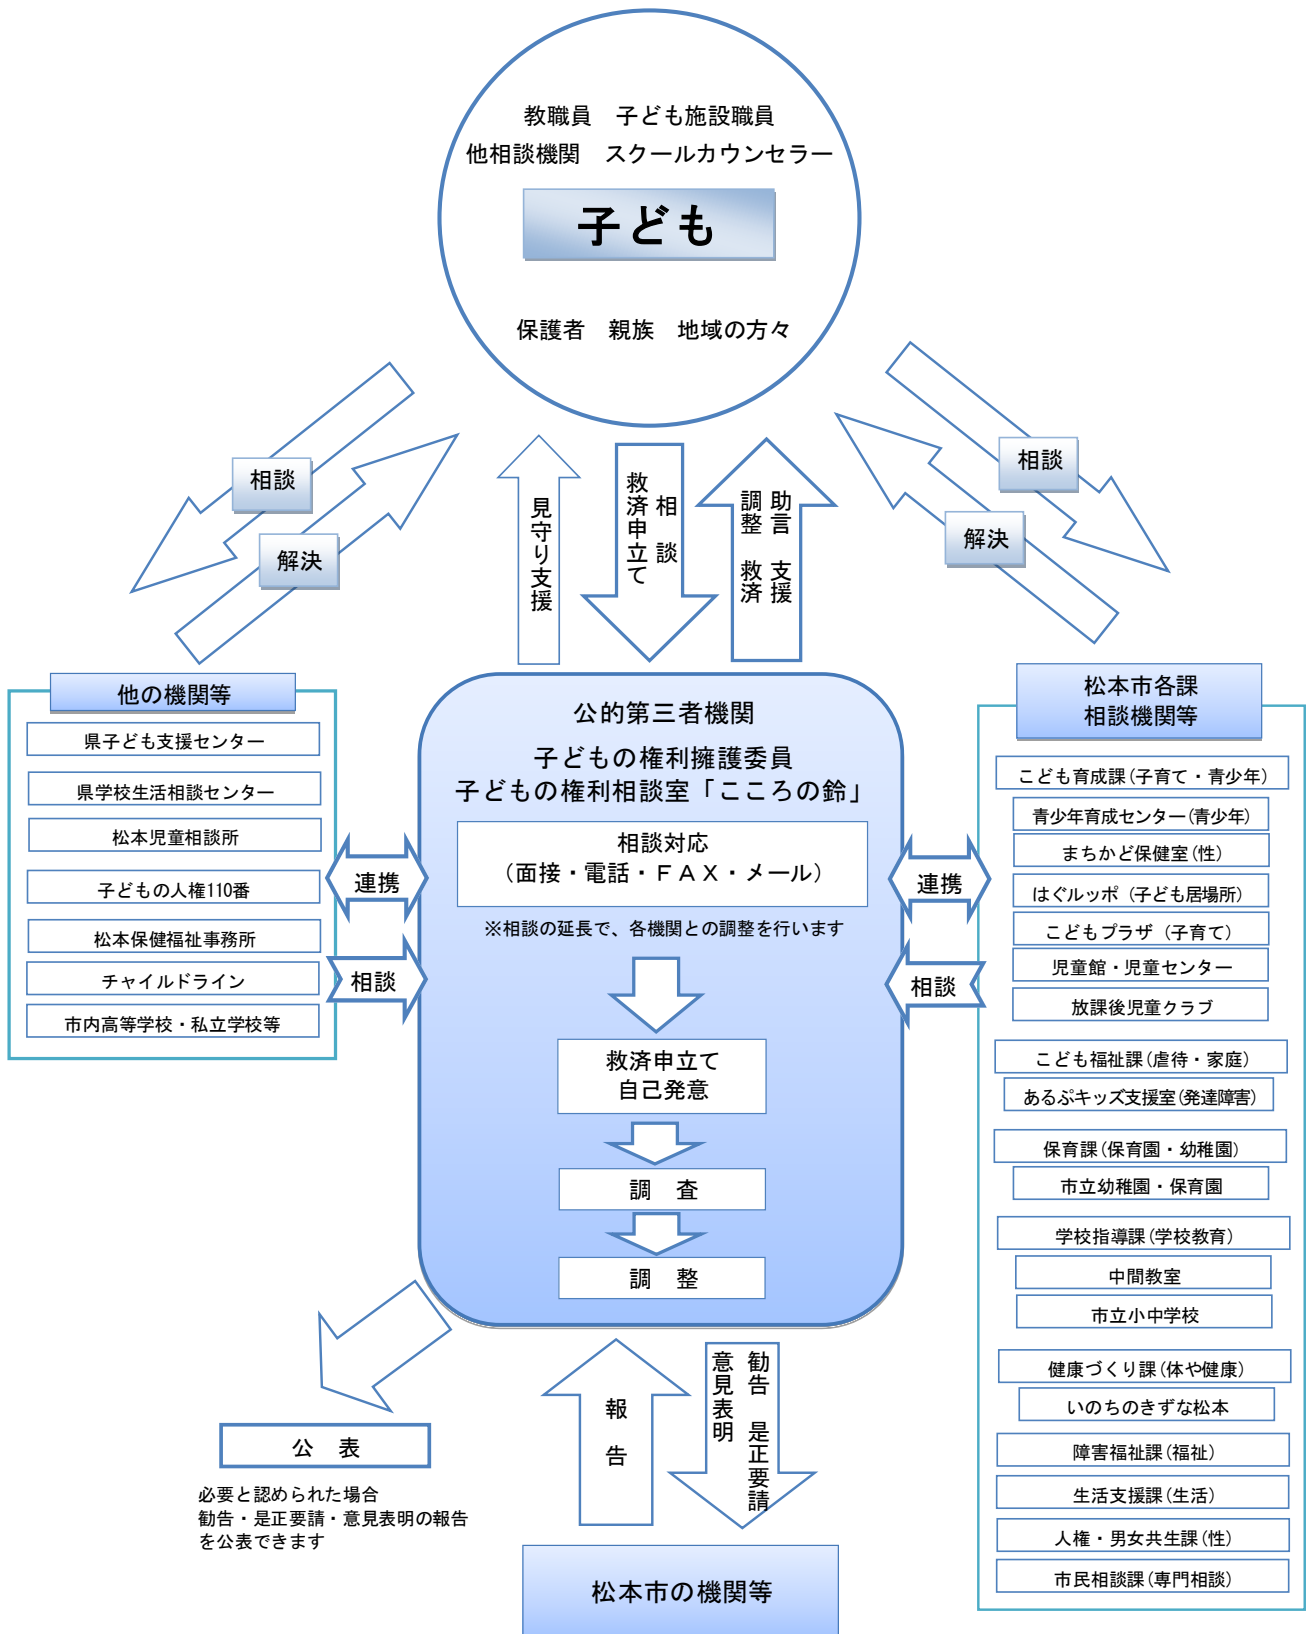 教職員　子ども施設職員
他相談機関　スクールカウンセラー
子ども
保護者　親族　地域の方々
相談
解決
見守り支援
相　談
救済申立て
助言　支援
調整　救済
相談
解決
他の機関等
県子ども支援センター
県学校生活相談センター
松本児童相談所
子どもの人権110番
松本保健福祉事務所
チャイルドライン
市内高等学校・私立学校等
連携
相談
公的第三者機関
子どもの権利擁護委員
子どもの権利相談室「こころの鈴」
相談対応
（面接・電話・ＦＡＸ・メール）
※相談の延長で、各機関との調整を行います
救済申立て
自己発意
調　査
調　整
連携
相談
松本市各課
相談機関等
こども育成課(子育て・青少年)
青少年育成センター(青少年)
まちかど保健室(性)
はぐルッポ（子ども居場所）
こどもプラザ（子育て）
児童館・児童センター
放課後児童クラブ
こども福祉課(虐待・家庭)
あるぷキッズ支援室(発達障害)
保育課(保育園・幼稚園)
市立幼稚園・保育園
学校指導課(学校教育)
中間教室
市立小中学校
健康づくり課(体や健康)
いのちのきずな松本
障害福祉課(福祉)
生活支援課(生活)
人権・男女共生課(性)
市民相談課(専門相談)
公　表
必要と認められた場合
勧告・是正要請・意見表明の報告
を公表できます
報　告
勧告　是正要請
意見表明
松本市の機関等